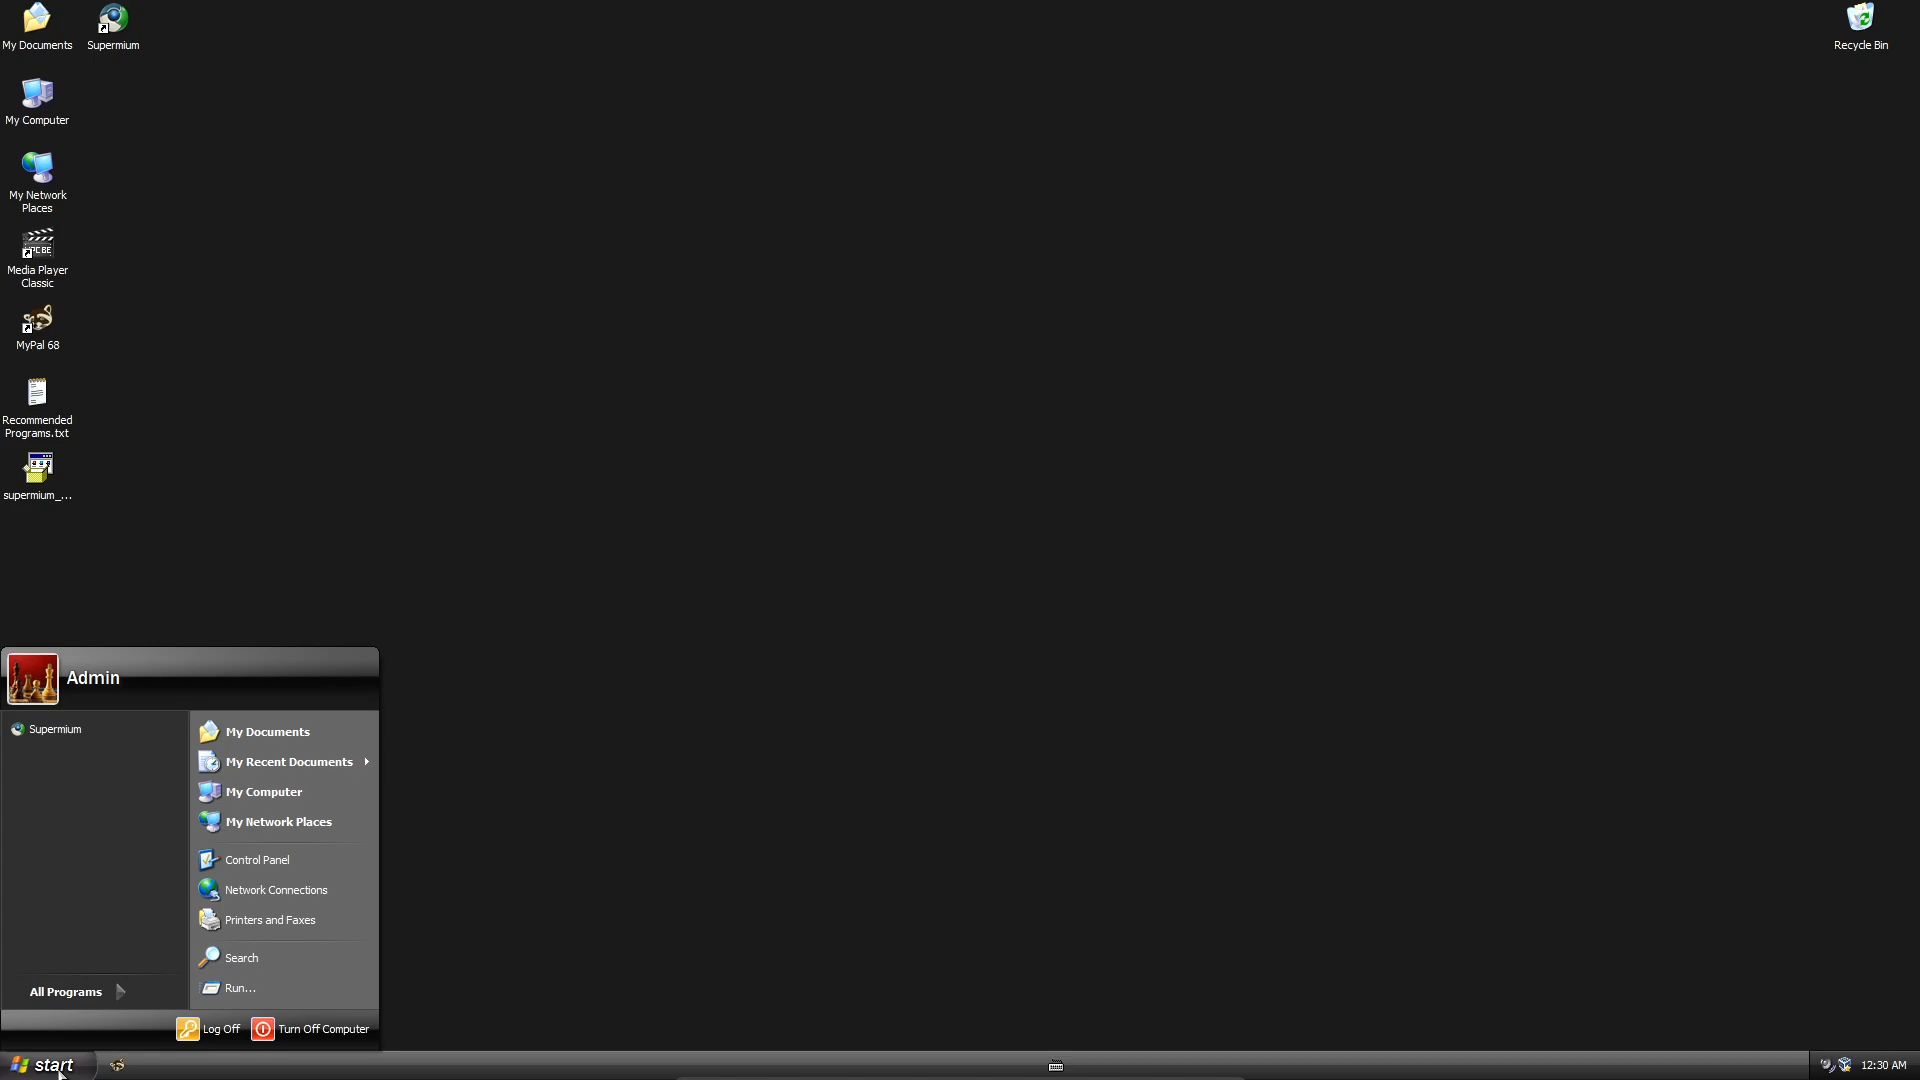 My Documents
Supermium
Recycle Bin
My Computer
My Network
Places
Media Player
Classic
MyPal 68
Recommended
Programs.txt
supermium_...
Admin
Supermium
My Documents
My Recent Documents
My Computer
My Network Places
Control Panel
Network Connections
Printers and Faxes
Search
Run...
All Programs
Log Off
Turn Off Computer
start
12:30 AM